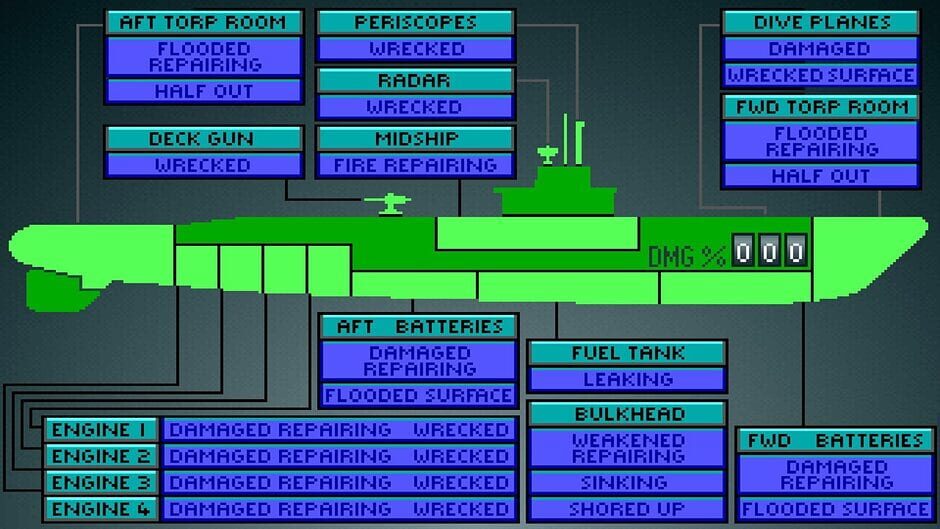 AFT TORP ROOM
FLOODED
REPAIRING
HALF OUT
DECK GUN
WRECKED
PERISCOPES
WRECKED
RADAR
WRECKED
MIDSHIP
FIRE REPAIRING
DIVE PLANES
DAMAGED
WRECKED SURFACE
FWD TORP ROOM
FLOODED
REPAIRING
HALF OUT
DMG % 000
AFT BATTERIES
DAMAGED
REPAIRING
FLOODED SURFACE
FUEL TANK
LEAKING
BULKHEAD
WEAKENED
REPAIRING
SINKING
SHORED UP
FWD BATTERIES
DAMAGED
REPAIRING
FLOODED SURFACE
ENGINE 1 DAMAGED REPAIRING WRECKED
ENGINE 2 DAMAGED REPAIRING WRECKED
ENGINE 3 DAMAGED REPAIRING WRECKED
ENGINE 4 DAMAGED REPAIRING WRECKED